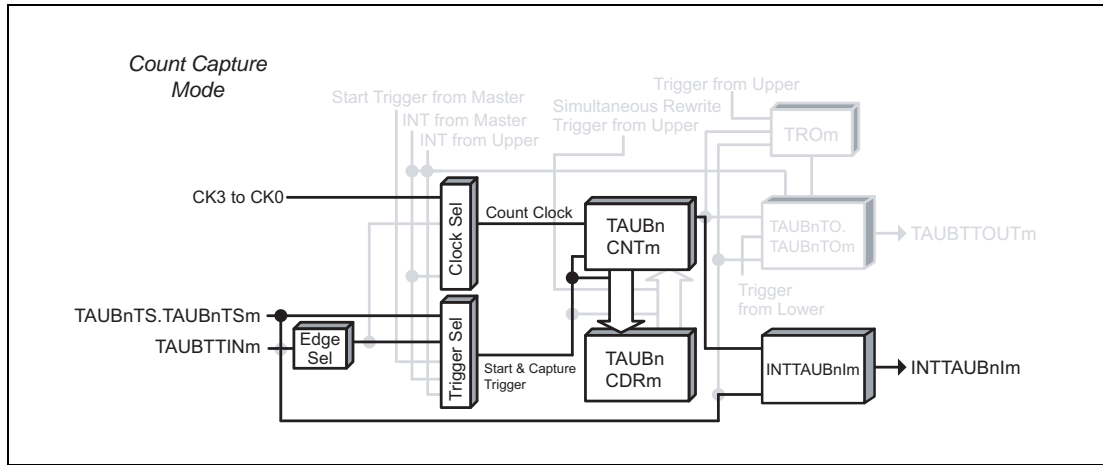 Count Capture
Mode
Trigger from Upper
Start Trigger from Master
Simultaneous Rewrite
Trigger from Upper
INT from Master
INT from Upper
TROm
CK3 to CK0
Clock Sel
Count Clock
TAUBn
CNTm
TAUBnTO.
TAUBnTOm
TAUBTTOUTm
Trigger
from Lower
TAUBnTS.TAUBnTSm
TAUBTTINm
Edge
Sel
Trigger Sel
Start & Capture
Trigger
TAUBn
CDRm
INTTAUBnIm
INTTAUBnIm